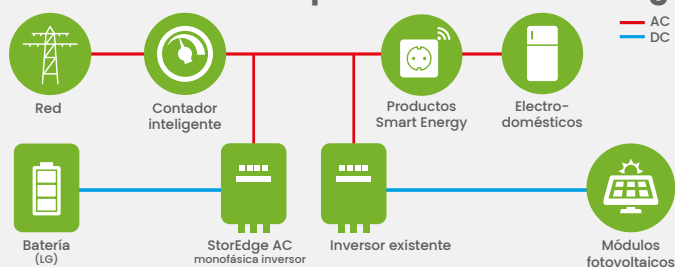 AC
DC
Red
Contador
inteligente
Productos
Smart Energy
Electro-
domésticos
Batería
(LG)
StorEdge AC
monofásica inversor
Inversor existente
Módulos
fotovoltaicos